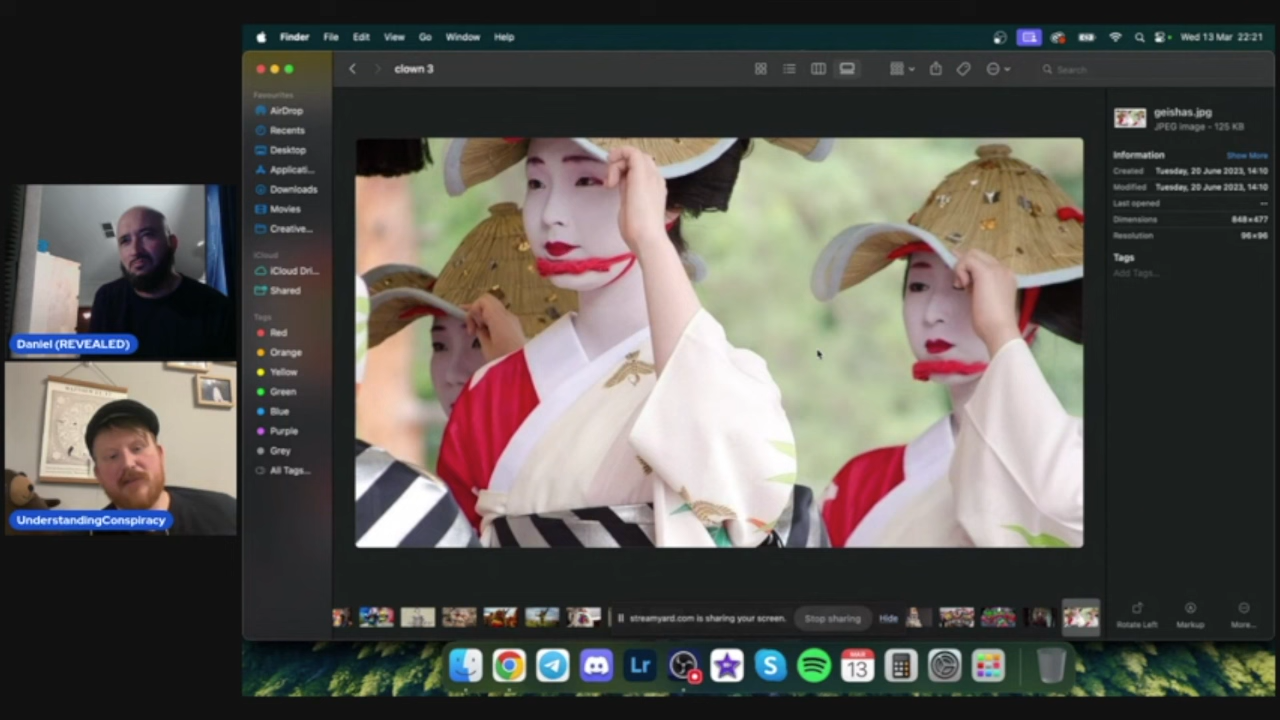 Finder File Edit View Go Window Help Wed 13 Mar 22:21
clown 3 Search
Favourites
AirDrop
Recents
Desktop
Applicati...
Downloads
Movies
Creative...
iCloud
iCloud Dri...
Shared
Tags
Red
Orange
Yellow
Green
Blue
Purple
Grey
All Tags...
geishas.jpg
JPEG image - 125 KB
Information Show More
Created Tuesday, 20 June 2023, 14:10
Modified Tuesday, 20 June 2023, 14:10
Last opened --
Dimensions 848×477
Resolution 96×96
Tags
Add Tags...
Rotate Left Markup More...
streamyard.com is sharing your screen. Stop sharing Hide
Lr
MAR
13
Daniel (REVEALED)
UnderstandingConspiracy